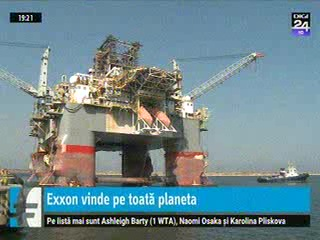 19:21
DIGI
24
HD
Exxon vinde pe toată planeta
Pe listă mai sunt Ashleigh Barty (1 WTA), Naomi Osaka și Karolina Pliskova